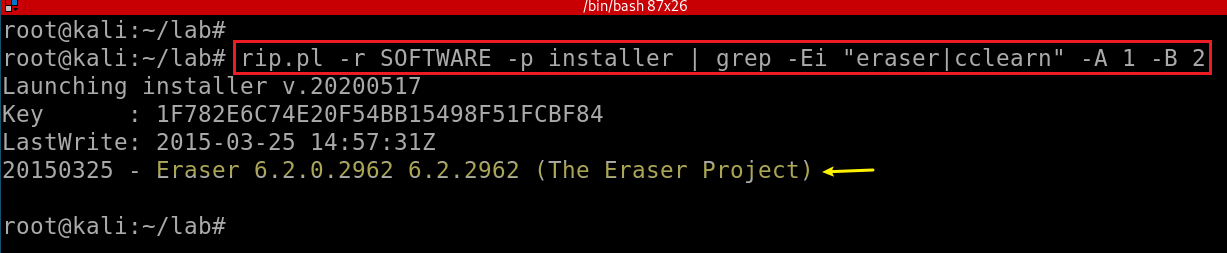 /bin/bash 87x26
root@kali:~/lab#
root@kali:~/lab# rip.pl -r SOFTWARE -p installer | grep -Ei "eraser|cclearn" -A 1 -B 2
Launching installer v.20200517
Key      : 1F782E6C74E20F54BB15498F51FCBF84
LastWrite: 2015-03-25 14:57:31Z
20150325 - Eraser 6.2.0.2962 6.2.2962 (The Eraser Project)
root@kali:~/lab#